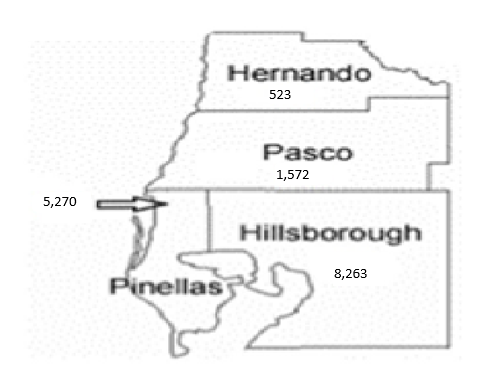 Hernando
523
Pasco
1,572
5,270
Hillsborough
8,263
Pinellas